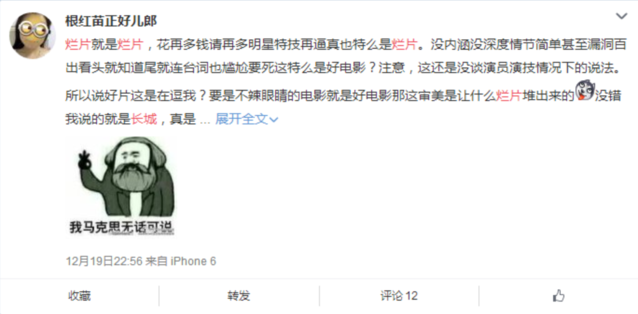 根红苗正好儿郎
烂片就是烂片，花再多钱请再多明星特技再逼真也特么是烂片。没内涵没深度情节简单甚至漏洞百
出看头就知道尾就连台词也尴尬要死这特么是好电影？注意，这还是没谈演员演技情况下的说法。
所以说好片这是在逗我？要是不辣眼睛的电影就是好电影那这审美是让什么烂片堆出来的没错
我说的就是长城，真是 ... 展开全文
我马克思无话可说
12月19日22:56 来自 iPhone 6
收藏 转发 评论 12